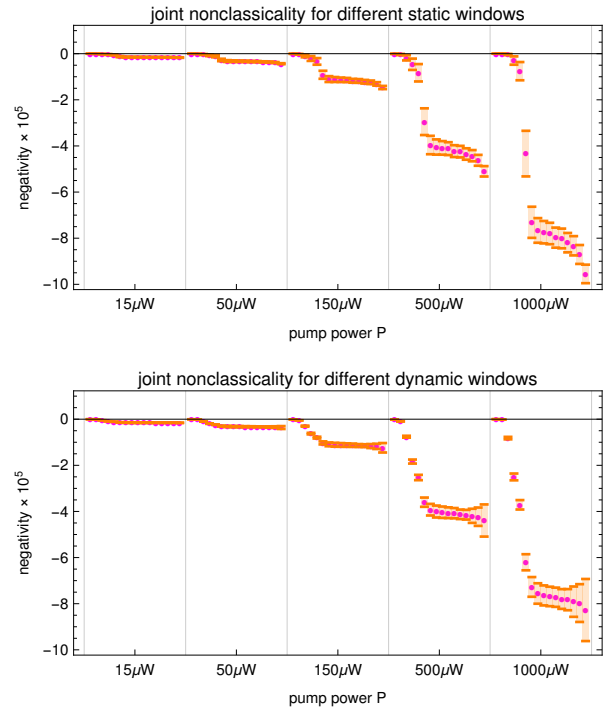 joint nonclassicality for different static windows
negativity × 10⁵
0
−2
−4
−6
−8
−10
15μW 50μW 150μW 500μW 1000μW
pump power P
joint nonclassicality for different dynamic windows
negativity × 10⁵
0
−2
−4
−6
−8
−10
15μW 50μW 150μW 500μW 1000μW
pump power P